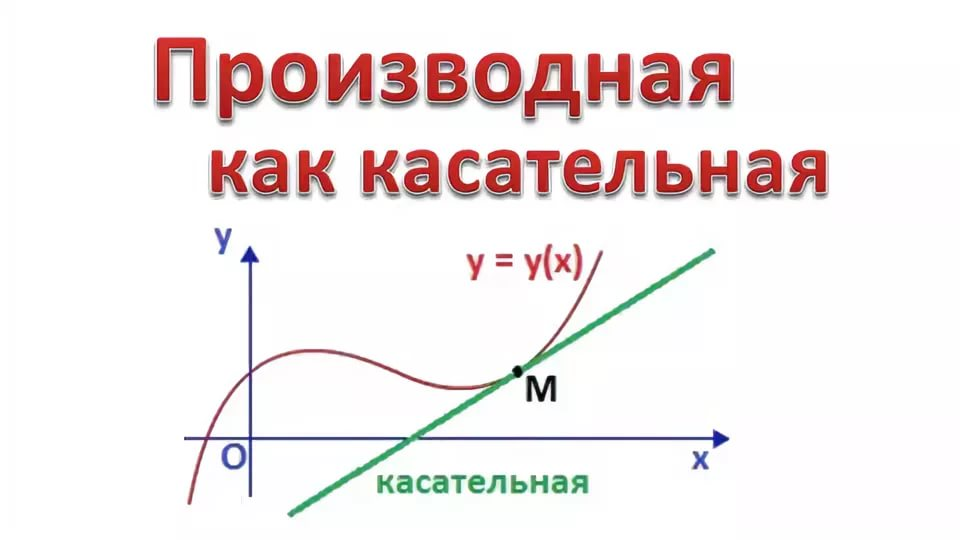 Производная
как касательная
y
y = y(x)
M
O
x
касательная